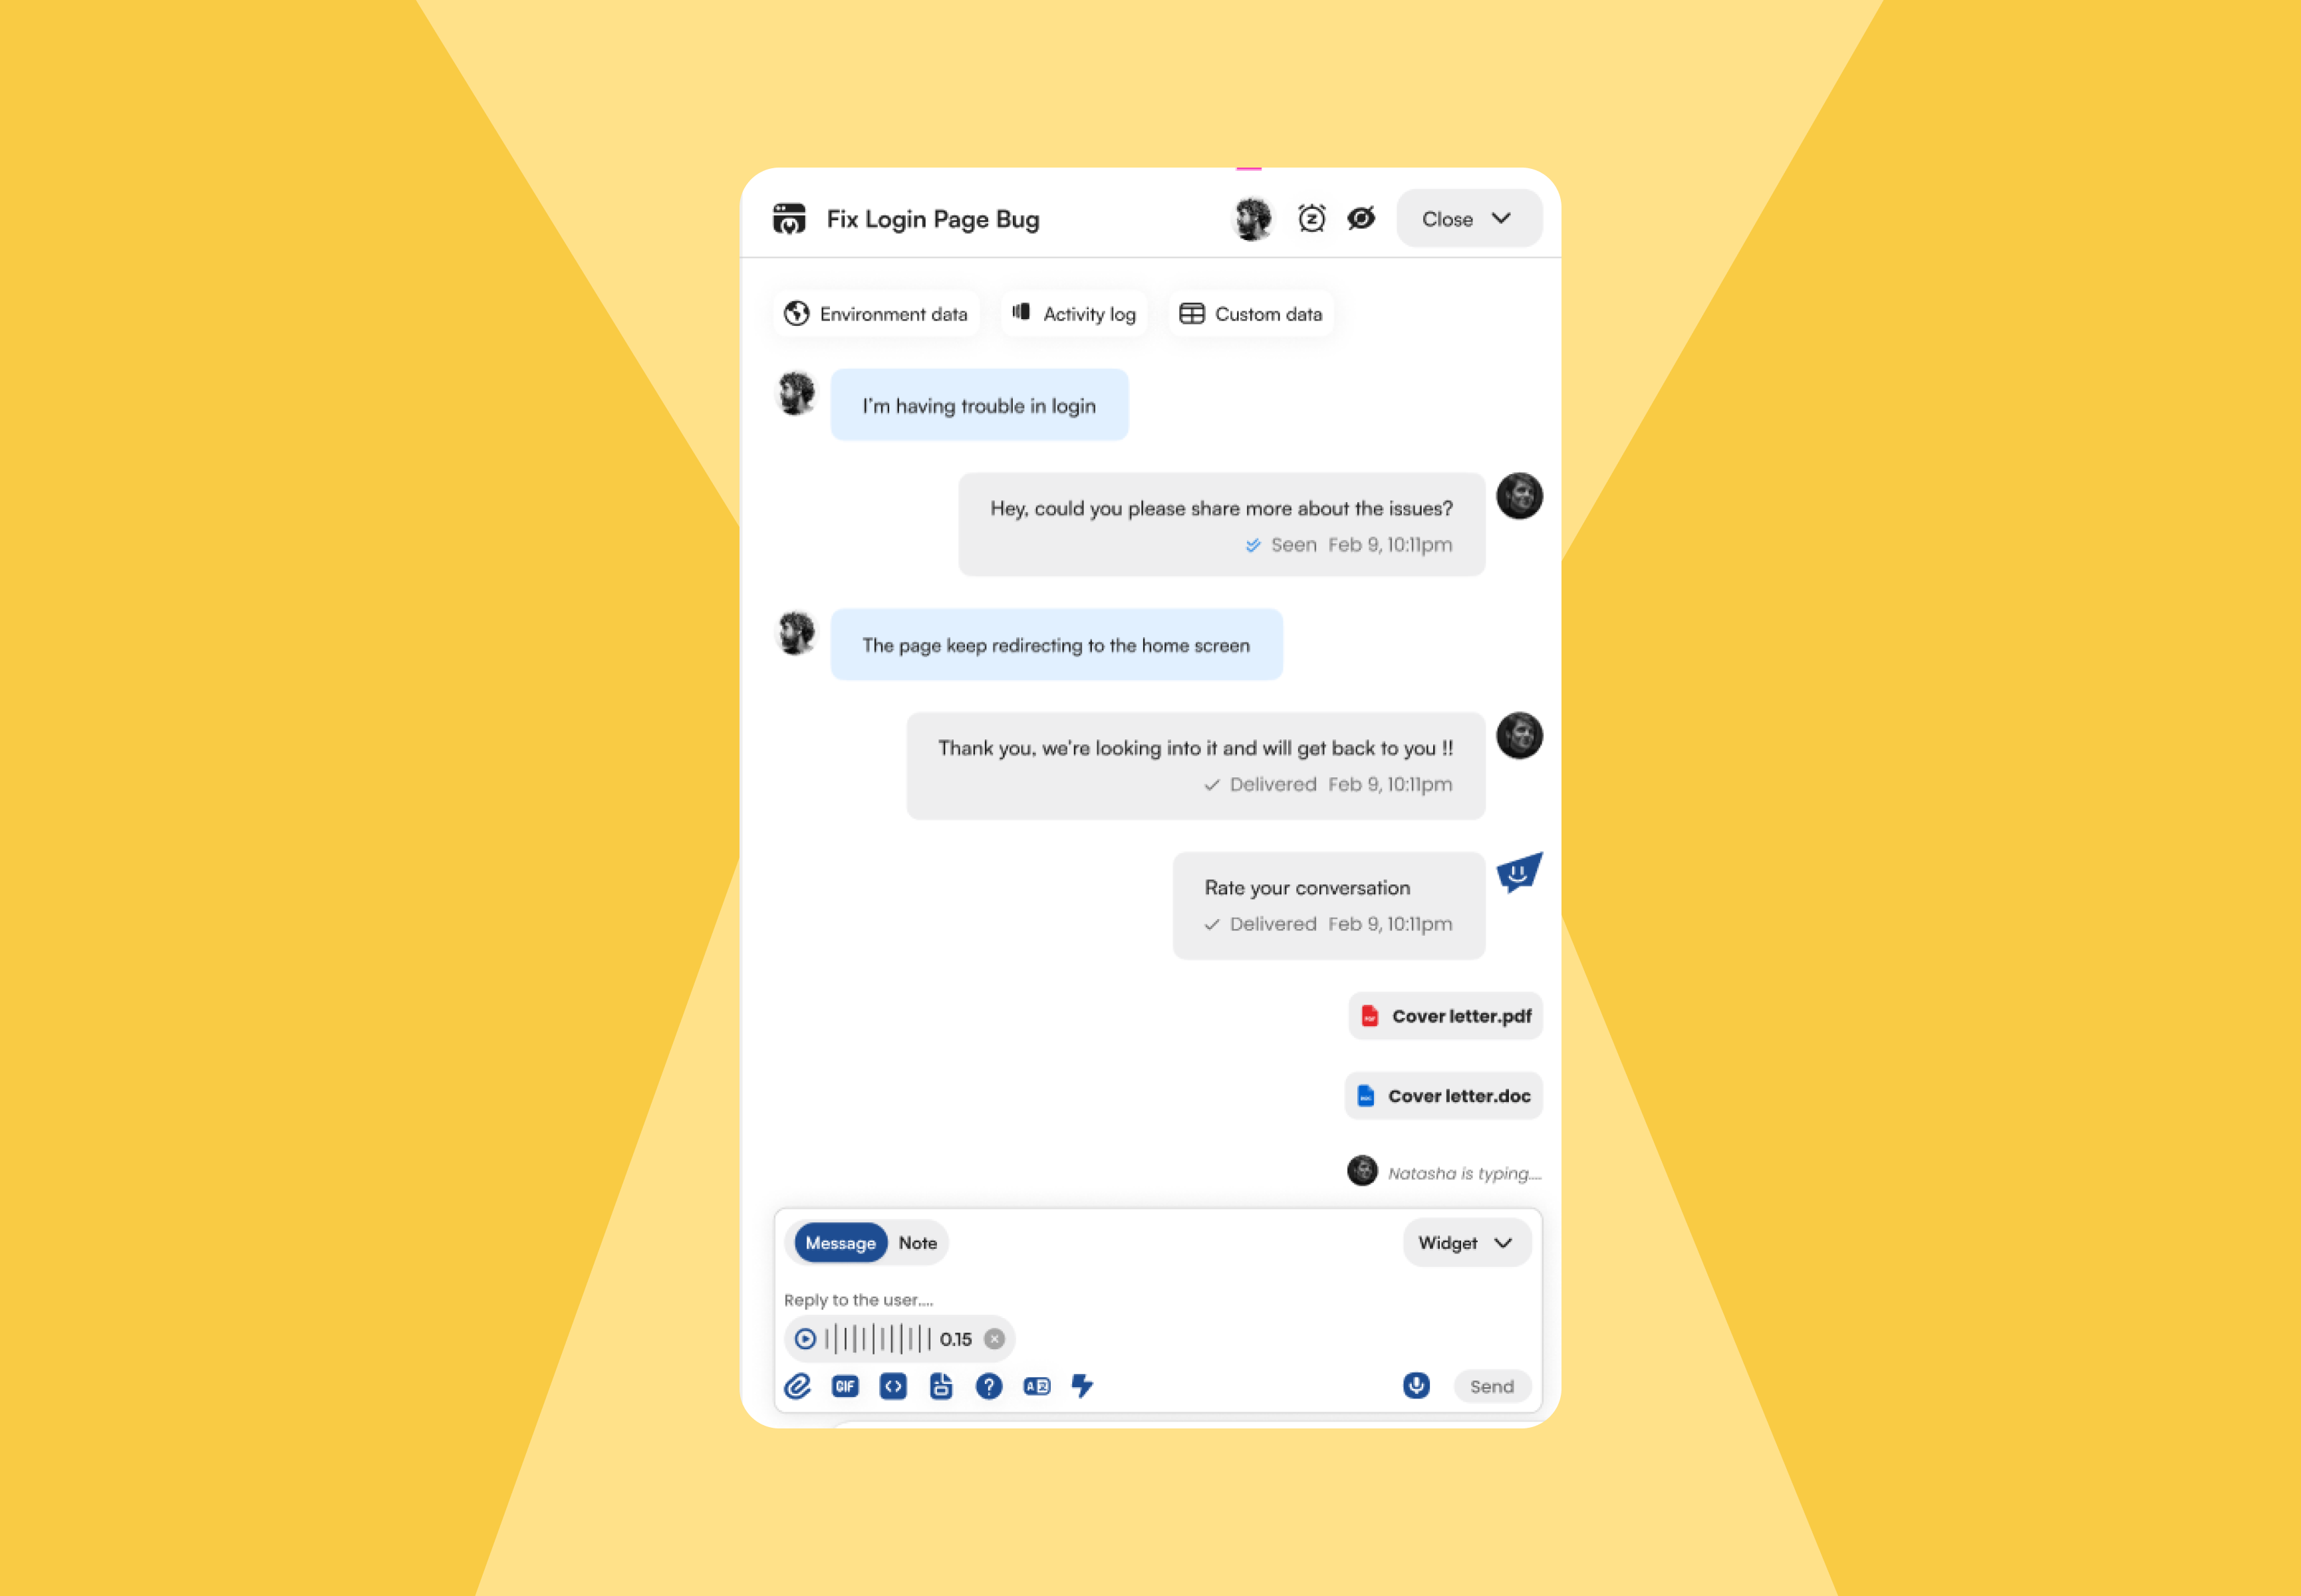 Fix Login Page Bug
Close
Environment data
Activity log
Custom data
I'm having trouble in login
Hey, could you please share more about the issues?
Seen Feb 9, 10:11pm
The page keep redirecting to the home screen
Thank you, we're looking into it and will get back to you !!
Delivered Feb 9, 10:11pm
Rate your conversation
Delivered Feb 9, 10:11pm
PDF Cover letter.pdf
DOC Cover letter.doc
Natasha is typing....
Message Note
Widget
Reply to the user....
0.15
GIF
Send